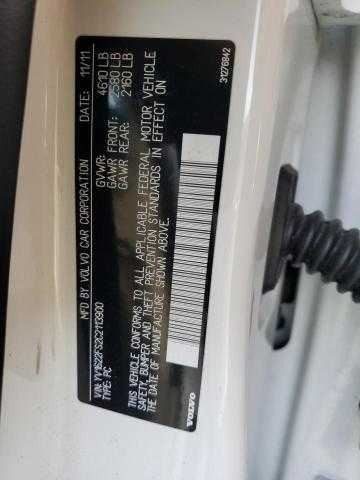 MFD. BY VOLVO CAR CORPORATION DATE: 11/11
GVWR: 4610 LB
GAWR FRONT: 2580 LB
GAWR REAR: 2160 LB
VIN: YV1622FS2C2113900
TYPE: PC
THIS VEHICLE CONFORMS TO ALL APPLICABLE FEDERAL MOTOR VEHICLE
SAFETY, BUMPER AND THEFT PREVENTION STANDARDS IN EFFECT ON
THE DATE OF MANUFACTURE SHOWN ABOVE.
VOLVO
31276842